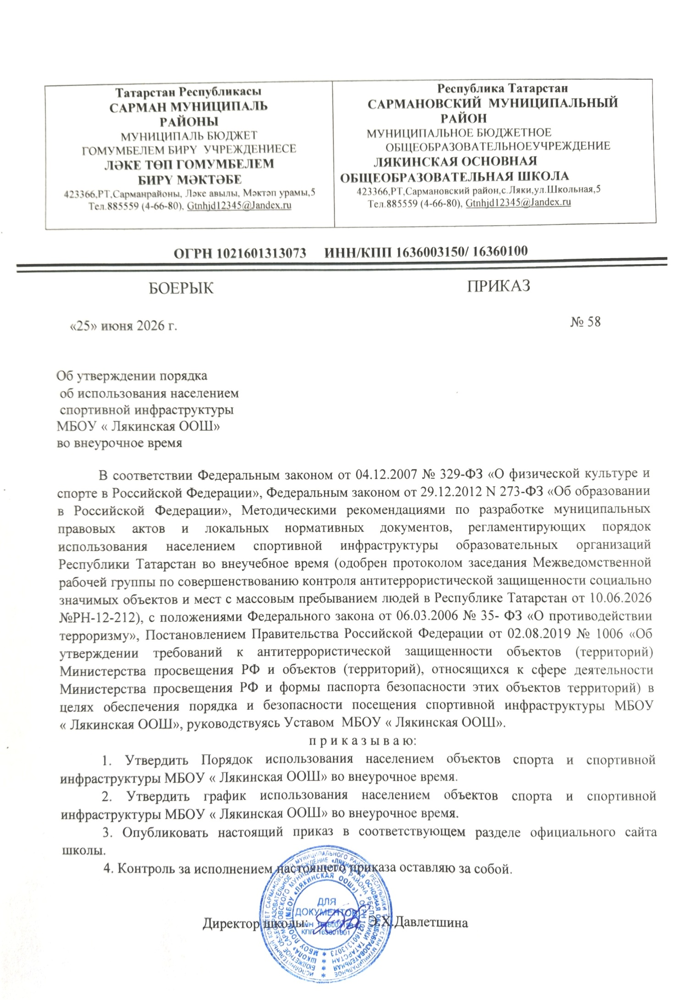 Татарстан Республикасы
САРМАН МУНИЦИПАЛЬ
РАЙОНЫ
МУНИЦИПАЛЬ БЮДЖЕТ
ГОМУМБЕЛЕМ БИРҮ УЧРЕЖДЕНИЕСЕ
ЛӘКЕ ТӨП ГОМУМБЕЛЕМ
БИРҮ МӘКТӘБЕ
423366,РТ,Сарманрайоны, Ләке авылы, Мәктәп урамы,5
Тел.885559 (4-66-80), Gtnhjd12345@Jandex.ru
Республика Татарстан
САРМАНОВСКИЙ МУНИЦИПАЛЬНЫЙ
РАЙОН
МУНИЦИПАЛЬНОЕ БЮДЖЕТНОЕ
ОБЩЕОБРАЗОВАТЕЛЬНОЕУЧРЕЖДЕНИЕ
ЛЯКИНСКАЯ ОСНОВНАЯ
ОБЩЕОБРАЗОВАТЕЛЬНАЯ ШКОЛА
423366,РТ,Сармановский район,с.Ляки,ул.Школьная,5
Тел.885559 (4-66-80), Gtnhjd12345@Jandex.ru
ОГРН 1021601313073 ИНН/КПП 1636003150/ 16360100
БОЕРЫК ПРИКАЗ
«25» июня 2026 г. № 58
Об утверждении порядка
об использования населением
спортивной инфраструктуры
МБОУ « Лякинская ООШ»
во внеурочное время
В соответствии Федеральным законом от 04.12.2007 № 329-ФЗ «О физической культуре и
спорте в Российской Федерации», Федеральным законом от 29.12.2012 N 273-ФЗ «Об образовании
в Российской Федерации», Методическими рекомендациями по разработке муниципальных
правовых актов и локальных нормативных документов, регламентирующих порядок
использования населением спортивной инфраструктуры образовательных организаций
Республики Татарстан во внеучебное время (одобрен протоколом заседания Межведомственной
рабочей группы по совершенствованию контроля антитеррористической защищенности социально
значимых объектов и мест с массовым пребыванием людей в Республике Татарстан от 10.06.2026
№РН-12-212), с положениями Федерального закона от 06.03.2006 № 35- ФЗ «О противодействии
терроризму», Постановлением Правительства Российской Федерации от 02.08.2019 № 1006 «Об
утверждении требований к антитеррористической защищенности объектов (территорий)
Министерства просвещения РФ и объектов (территорий), относящихся к сфере деятельности
Министерства просвещения РФ и формы паспорта безопасности этих объектов территорий) в
целях обеспечения порядка и безопасности посещения спортивной инфраструктуры МБОУ
« Лякинская ООШ», руководствуясь Уставом МБОУ « Лякинская ООШ».
п р и к а з ы в а ю:
1. Утвердить Порядок использования населением объектов спорта и спортивной
инфраструктуры МБОУ « Лякинская ООШ» во внеурочное время.
2. Утвердить график использования населением объектов спорта и спортивной
инфраструктуры МБОУ « Лякинская ООШ» во внеурочное время.
3. Опубликовать настоящий приказ в соответствующем разделе официального сайта
школы.
4. Контроль за исполнением настоящего приказа оставляю за собой.
Директор школы: Э.Х.Давлетшина
ДЛЯ
ДОКУМЕНТОВ
ИНН 1636003150
КПП 163601001